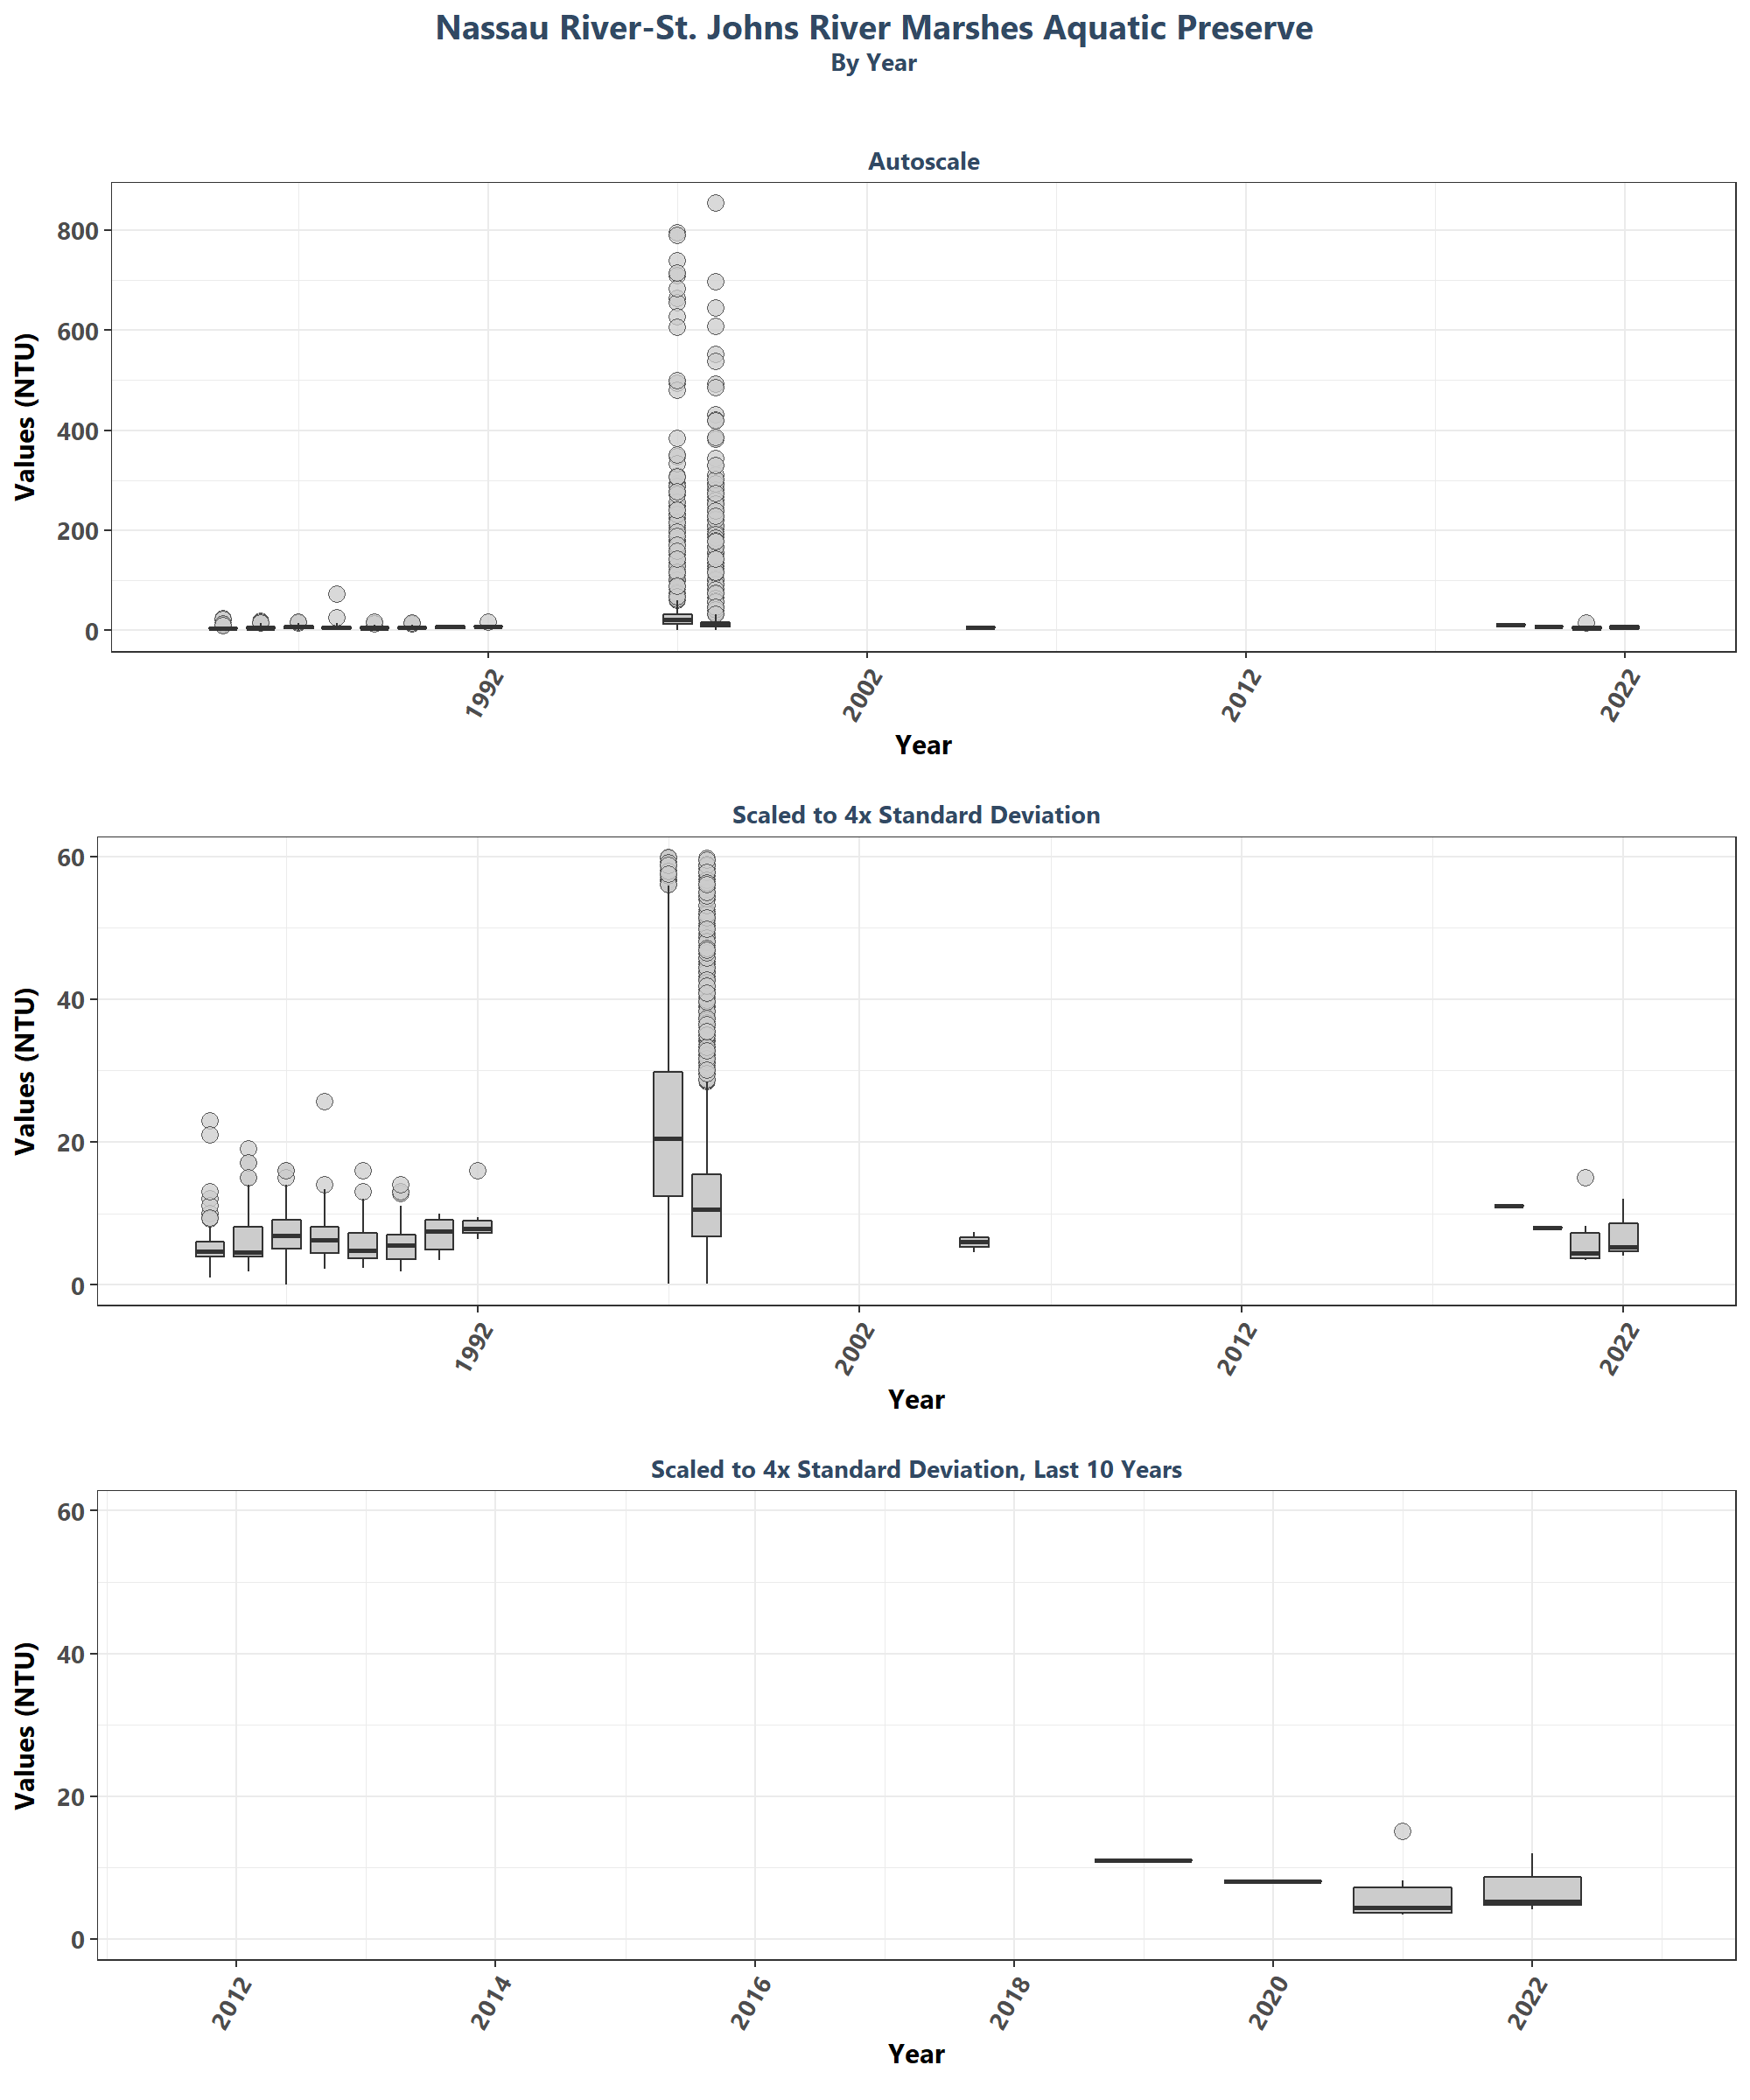 Nassau River-St. Johns River Marshes Aquatic Preserve
By Year
Autoscale
Values (NTU)
800
600
400
200
0
1992
2002
2012
2022
Year
Scaled to 4x Standard Deviation
Values (NTU)
60
40
20
0
1992
2002
2012
2022
Year
Scaled to 4x Standard Deviation, Last 10 Years
Values (NTU)
60
40
20
0
2012
2014
2016
2018
2020
2022
Year